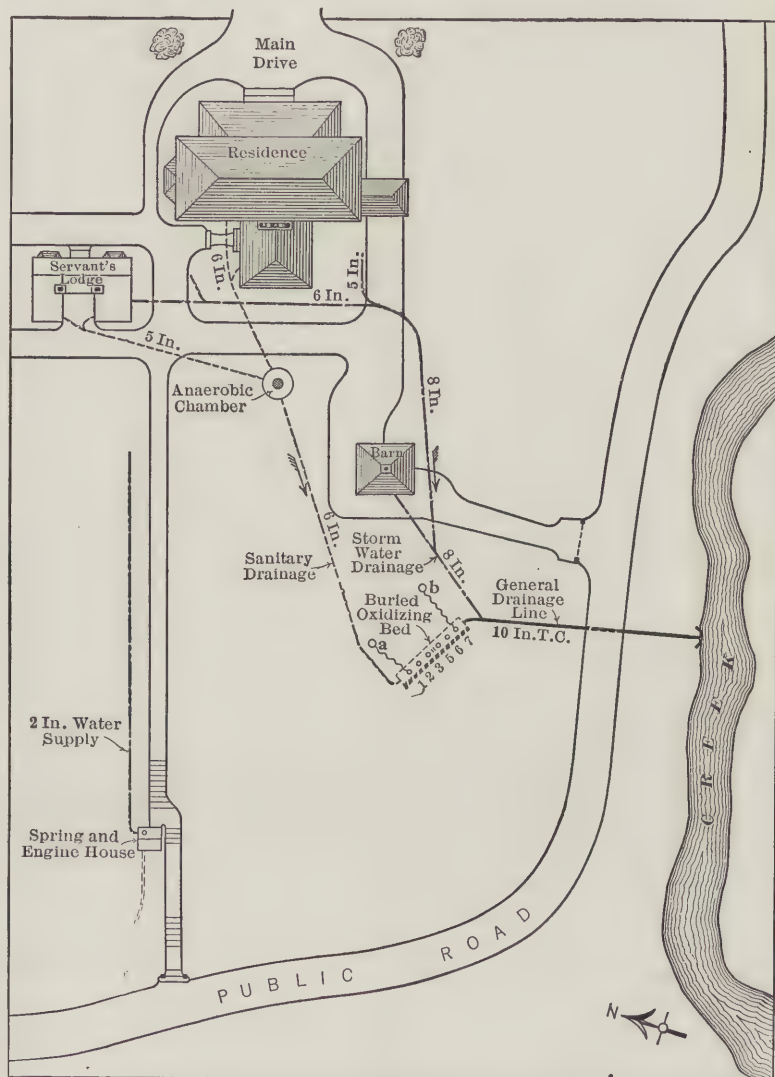 Main
Drive
Residence
Servant's
Lodge
6 In.
6 In.
5 In.
5 In.
Anaerobic
Chamber
8 In.
Barn
6 In.
Sanitary
Drainage
Storm
Water
Drainage
8 In.
b
Buried
Oxidizing
Bed
General
Drainage
Line
10 In.T.C.
a
1 2 3 5 6 7
2 In. Water
Supply
Spring and
Engine House
CREEK
PUBLIC ROAD
N